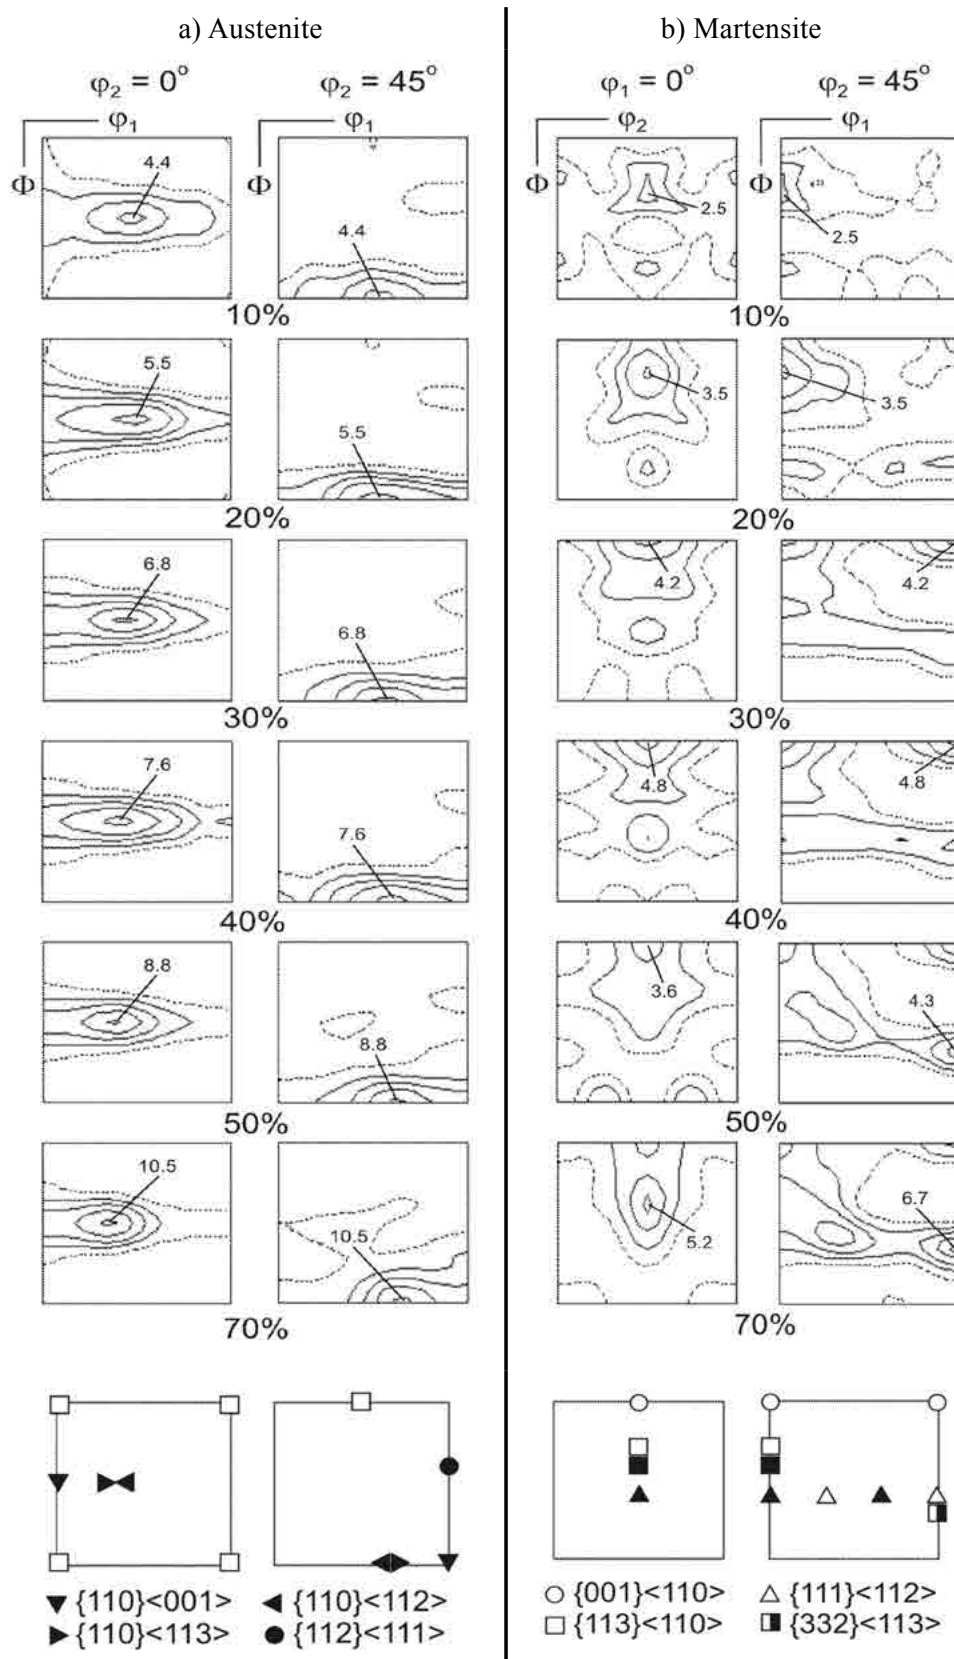 a) Austenite
b) Martensite
φ₂ = 0° φ₂ = 45° φ₁ = 0° φ₂ = 45°
φ₁ φ₁ φ₂ φ₁
Φ Φ Φ Φ
4.4 4.4 2.5 2.5
10% 10%
5.5 5.5 3.5 3.5
20% 20%
6.8 6.8 4.2 4.2
30% 30%
7.6 7.6 4.8 4.8
40% 40%
8.8 8.8 3.6 4.3
50% 50%
10.5 10.5 5.2 6.7
70% 70%
{110}<001> {110}<112> {001}<110> {111}<112>
{110}<113> {112}<111> {113}<110> {332}<113>